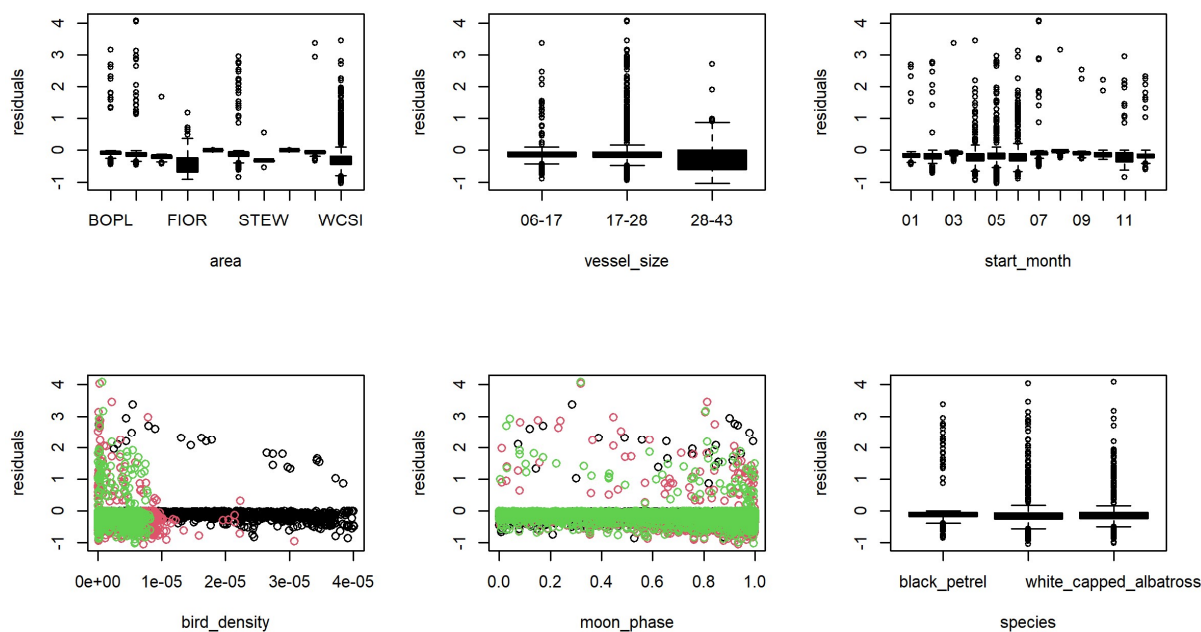 residuals
4
3
2
1
0
-1
BOPL FIOR STEW WCSI
area
residuals
4
3
2
1
0
-1
06-17 17-28 28-43
vessel_size
residuals
4
3
2
1
0
-1
01 03 05 07 09 11
start_month
residuals
4
3
2
1
0
-1
0e+00 1e-05 2e-05 3e-05 4e-05
bird_density
residuals
4
3
2
1
0
-1
0.0 0.2 0.4 0.6 0.8 1.0
moon_phase
residuals
4
3
2
1
0
-1
black_petrel white_capped_albatross
species